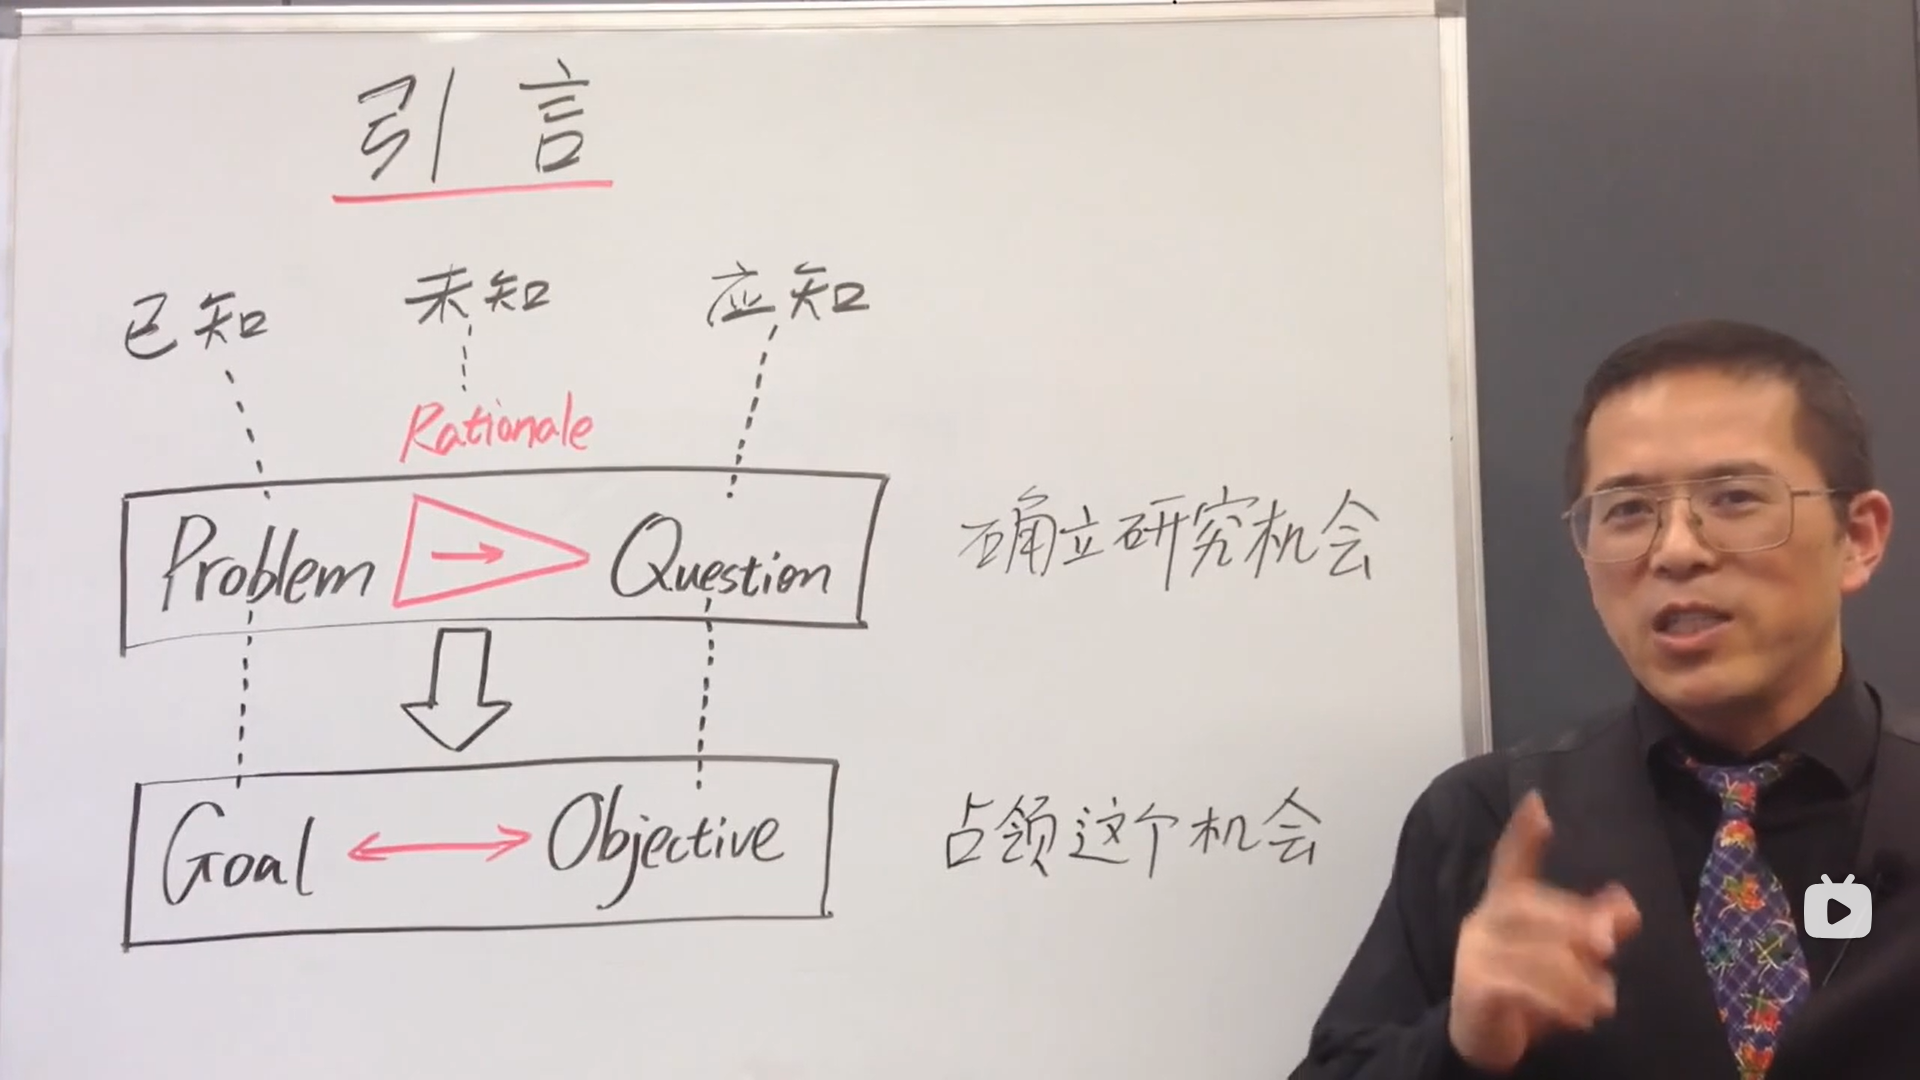 引言
已知 未知 应知
Rationale
Problem → Question 确立研究机会
Goal ↔ Objective 占领这个机会